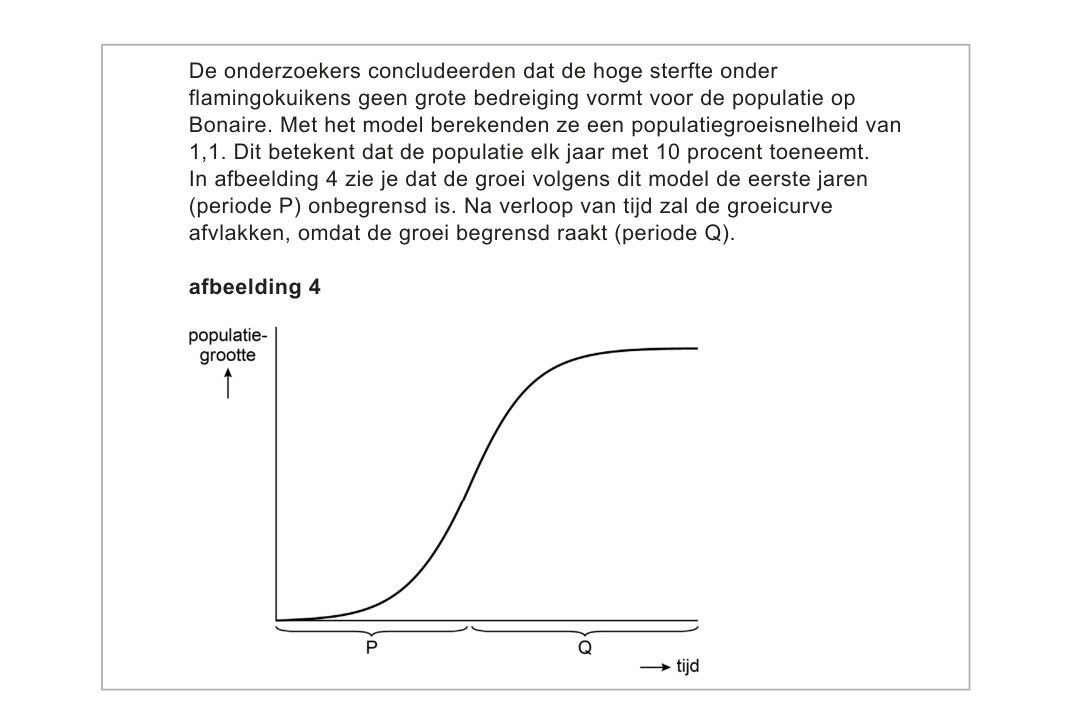 De onderzoekers concludeerden dat de hoge sterfte onder
flamingokuikens geen grote bedreiging vormt voor de populatie op
Bonaire. Met het model berekenden ze een populatiegroeisnelheid van
1,1. Dit betekent dat de populatie elk jaar met 10 procent toeneemt.
In afbeelding 4 zie je dat de groei volgens dit model de eerste jaren
(periode P) onbegrensd is. Na verloop van tijd zal de groeicurve
afvlakken, omdat de groei begrensd raakt (periode Q).
afbeelding 4
populatie-
grootte
P
Q
tijd